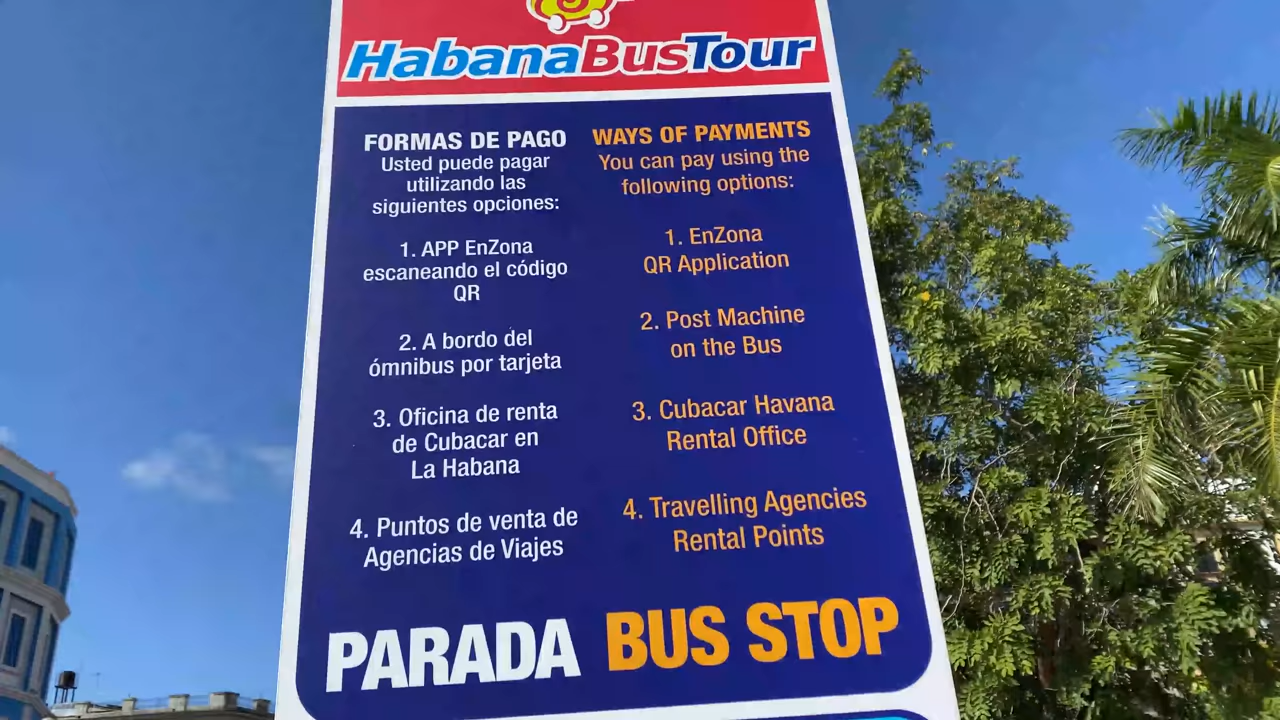 HabanaBusTour
FORMAS DE PAGO
Usted puede pagar
utilizando las
siguientes opciones:
1. APP EnZona
escaneando el código
QR
2. A bordo del
ómnibus por tarjeta
3. Oficina de renta
de Cubacar en
La Habana
4. Puntos de venta de
Agencias de Viajes
PARADA
WAYS OF PAYMENTS
You can pay using the
following options:
1. EnZona
QR Application
2. Post Machine
on the Bus
3. Cubacar Havana
Rental Office
4. Travelling Agencies
Rental Points
BUS STOP